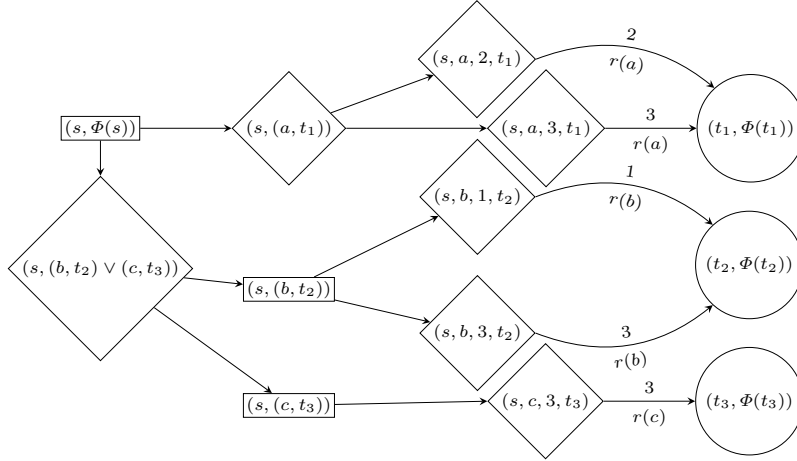 (s, a, 2, t₁)
2
r(a)
(s, Φ(s))
(s, (a, t₁))
(s, a, 3, t₁)
3
r(a)
(t₁, Φ(t₁))
(s, b, 1, t₂)
1
r(b)
(s, (b, t₂) ∨ (c, t₃))
(s, (b, t₂))
(t₂, Φ(t₂))
(s, b, 3, t₂)
3
r(b)
(s, (c, t₃))
(s, c, 3, t₃)
3
r(c)
(t₃, Φ(t₃))